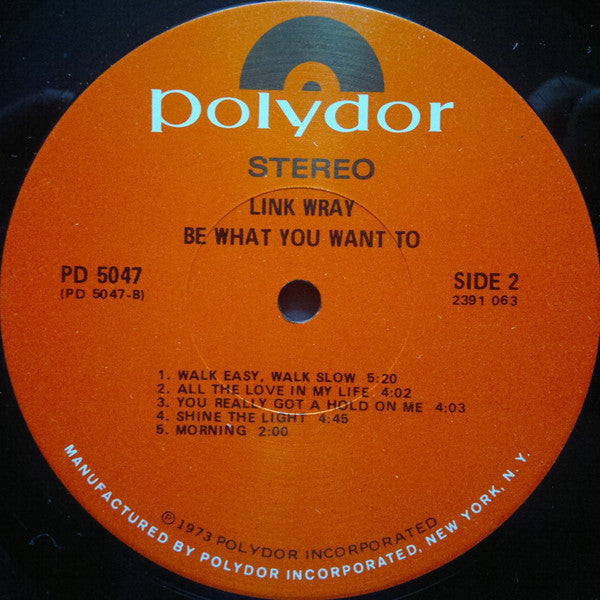 polydor
STEREO
LINK WRAY
BE WHAT YOU WANT TO
PD 5047
(PD 5047-B)
SIDE 2
2391 063
1. WALK EASY, WALK SLOW 5:20
2. ALL THE LOVE IN MY LIFE 4:02
3. YOU REALLY GOT A HOLD ON ME 4:03
4. SHINE THE LIGHT 4:45
5. MORNING 2:00
Ⓟ1973 POLYDOR INCORPORATED
MANUFACTURED BY POLYDOR INCORPORATED, NEW YORK, N. Y.